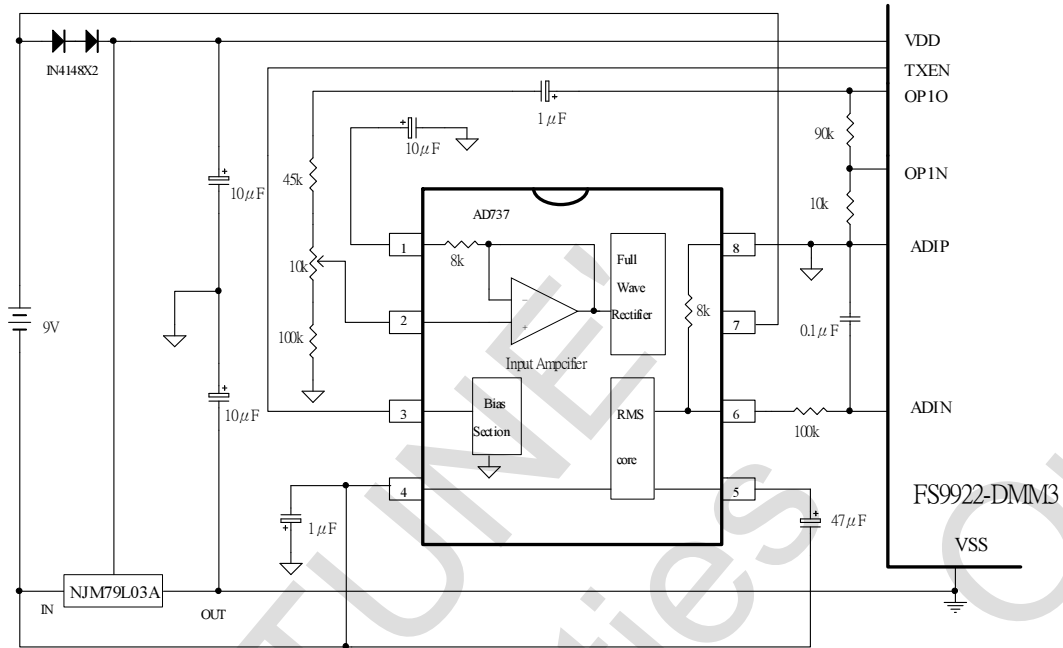 VDD
IN4148X2
TXEN
OP1O
1μF
10μF
90k
45k
OP1N
10μF
10k
AD737
1
8k
8
ADIP
Full
Wave
Rectifier
10k
8k
2
7
9V
0.1μF
100k
Input Ampcifier
10μF
3
Bias
Section
RMS
core
6
100k
ADIN
4
5
FS9922-DMM3
1μF
47μF
VSS
NJM79L03A
IN
OUT
TUNE'
ties